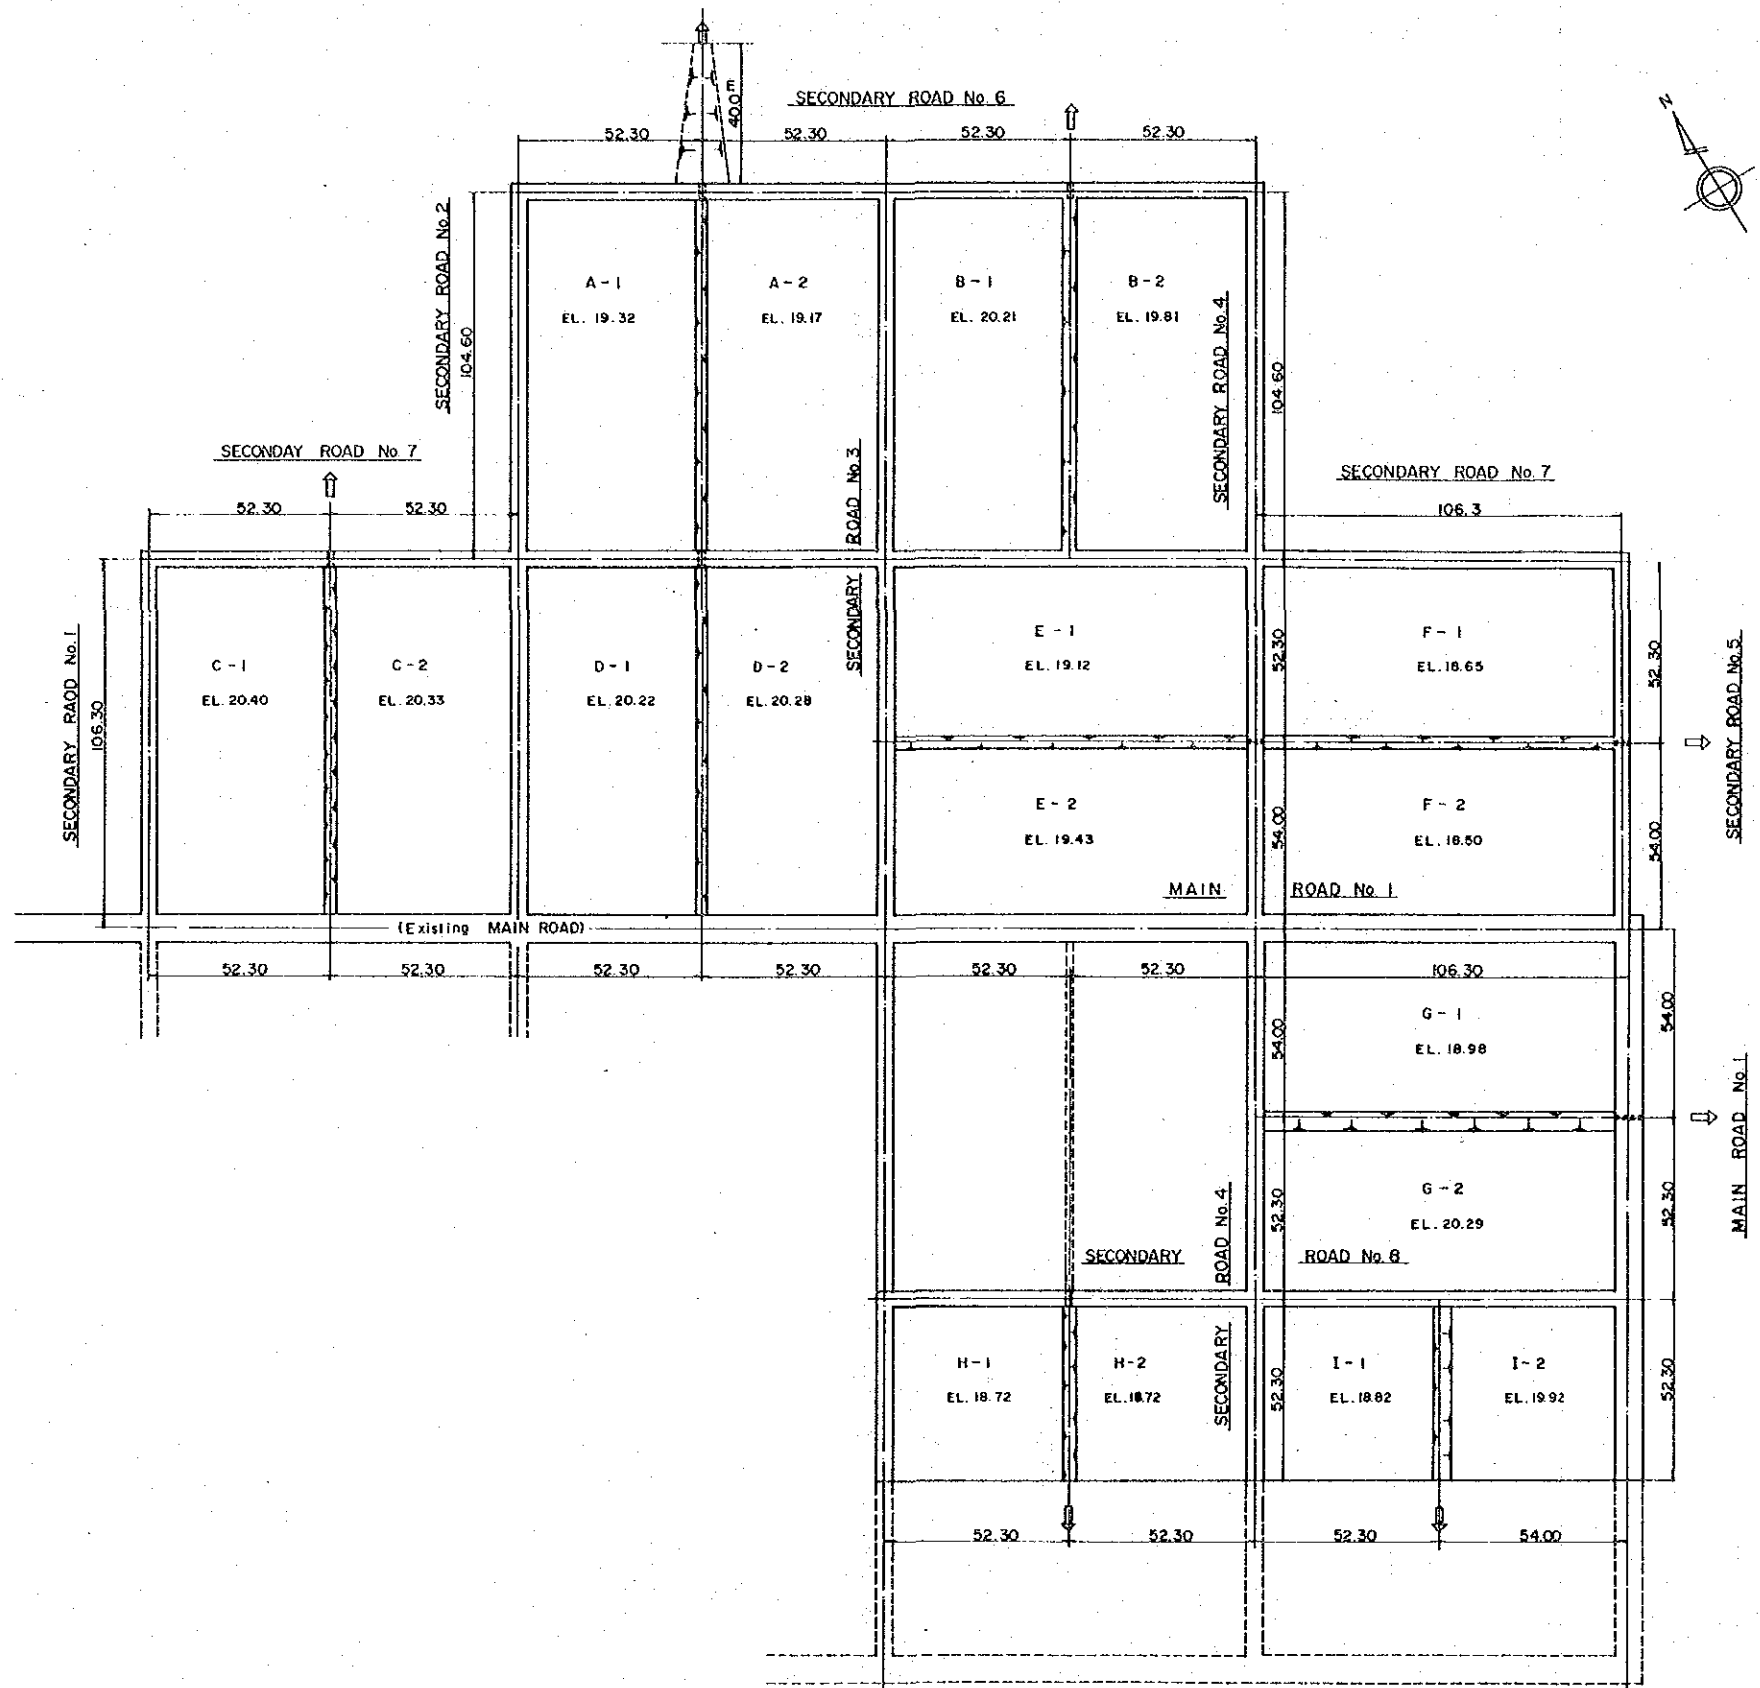 40.0m
SECONDARY ROAD No. 6
N
52.30
52.30
52.30
52.30
SECONDARY ROAD No. 2
104.60
A-1
EL. 19.32
A-2
EL. 19.17
B-1
EL. 20.21
B-2
EL. 19.81
SECONDARY ROAD No. 4
104.60
SECONDAY ROAD No. 7
52.30
52.30
SECONDARY ROAD No. 3
SECONDARY ROAD No. 7
106.3
SECONDARY RAOD No. 1
106.30
C-1
EL. 20.40
C-2
EL. 20.33
D-1
EL. 20.22
D-2
EL. 20.28
E-1
EL. 19.12
52.30
F-1
EL. 18.65
52.30
SECONDARY ROAD No. 5
E-2
EL. 19.43
54.00
F-2
EL. 18.50
54.00
MAIN ROAD No. 1
(Existing MAIN ROAD)
52.30
52.30
52.30
52.30
52.30
52.30
106.30
54.00
G-1
EL. 18.98
54.00
MAIN ROAD No. 1
52.30
G-2
EL. 20.29
52.30
SECONDARY ROAD No. 8
SECONDARY ROAD No. 4
H-1
EL. 18.72
H-2
EL. 18.72
52.30
I-1
EL. 18.82
I-2
EL. 19.92
52.30
52.30
52.30
52.30
54.00